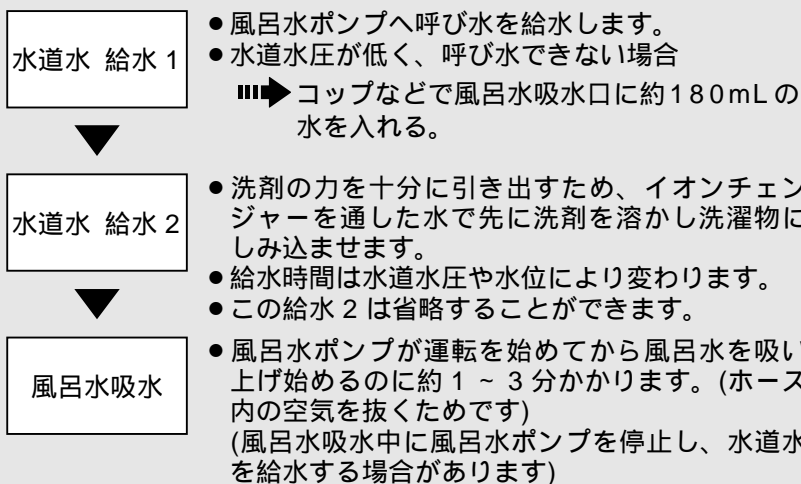 水道水 給水1
●風呂水ポンプへ呼び水を給水します。
●水道水圧が低く、呼び水できない場合
コップなどで風呂水吸水口に約180mLの
水を入れる。
水道水 給水2
●洗剤の力を十分に引き出すため、イオンチェン
ジャーを通した水で先に洗剤を溶かし洗濯物に
しみ込ませます。
●給水時間は水道水圧や水位により変わります。
●この給水2は省略することができます。
風呂水吸水
●風呂水ポンプが運転を始めてから風呂水を吸い
上げ始めるのに約1~3分かかります。(ホース
内の空気を抜くためです)
(風呂水吸水中に風呂水ポンプを停止し、水道水
を給水する場合があります)